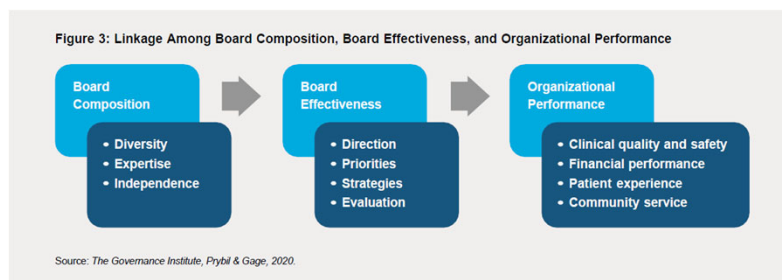 Figure 3: Linkage Among Board Composition, Board Effectiveness, and Organizational Performance
Board
Composition
• Diversity
• Expertise
• Independence
Board
Effectiveness
• Direction
• Priorities
• Strategies
• Evaluation
Organizational
Performance
• Clinical quality and safety
• Financial performance
• Patient experience
• Community service
Source: The Governance Institute, Prybil & Gage, 2020.